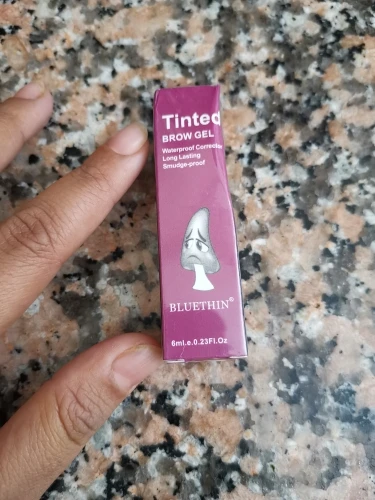 Tinted
BROW GEL
Waterproof Correction
Long Lasting
Smudge-proof
BLUETHIN®
6ml.e.0.23Fl.Oz